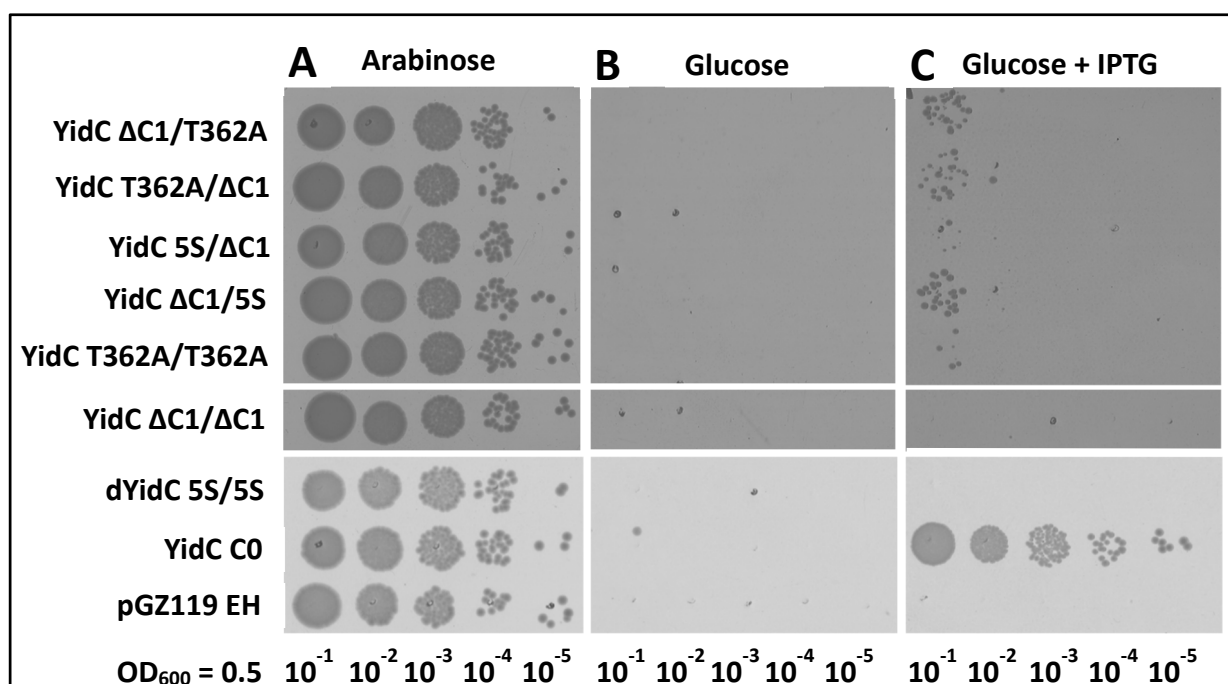 A Arabinose B Glucose C Glucose + IPTG
YidC ΔC1/T362A
YidC T362A/ΔC1
YidC 5S/ΔC1
YidC ΔC1/5S
YidC T362A/T362A
YidC ΔC1/ΔC1
dYidC 5S/5S
YidC C0
pGZ119 EH
OD₆₀₀ = 0.5 10⁻¹ 10⁻² 10⁻³ 10⁻⁴ 10⁻⁵ 10⁻¹ 10⁻² 10⁻³ 10⁻⁴ 10⁻⁵ 10⁻¹ 10⁻² 10⁻³ 10⁻⁴ 10⁻⁵